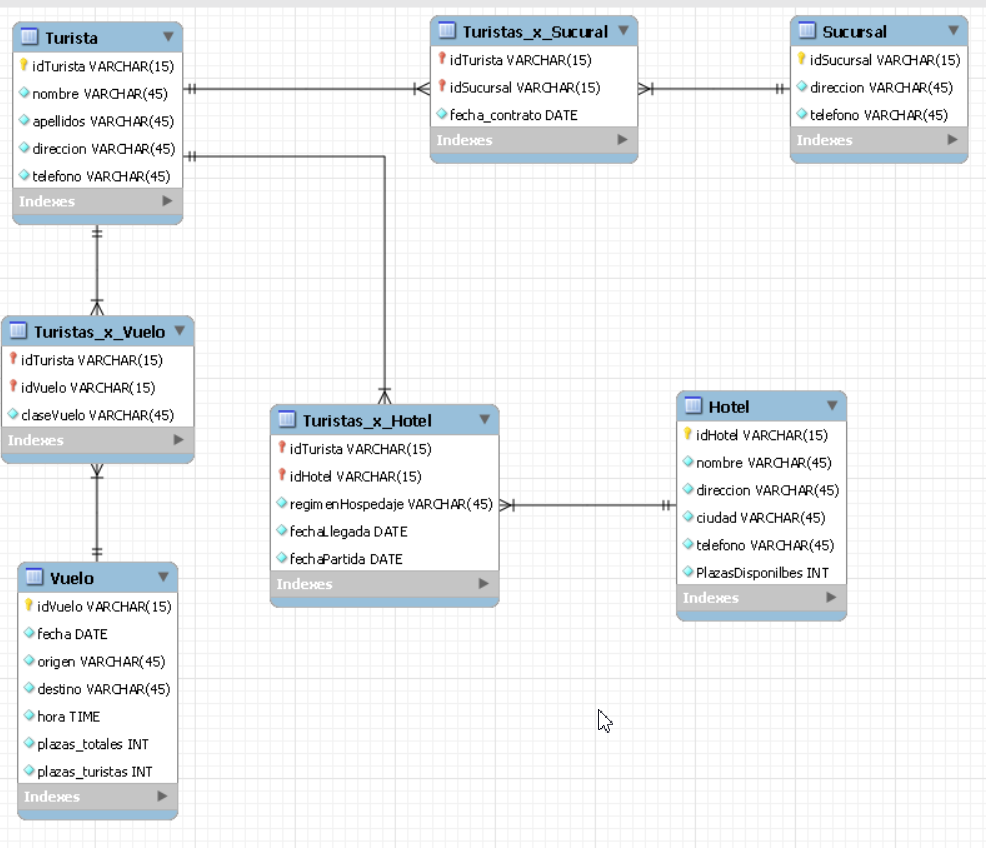 Turista
idTurista VARCHAR(15)
nombre VARCHAR(45)
apellidos VARCHAR(45)
direccion VARCHAR(45)
telefono VARCHAR(45)
Indexes
Turistas_x_Sucural
idTurista VARCHAR(15)
idSucursal VARCHAR(15)
fecha_contrato DATE
Indexes
Sucursal
idSucursal VARCHAR(15)
direccion VARCHAR(45)
telefono VARCHAR(45)
Indexes
Turistas_x_Vuelo
idTurista VARCHAR(15)
idVuelo VARCHAR(15)
claseVuelo VARCHAR(45)
Indexes
Turistas_x_Hotel
idTurista VARCHAR(15)
idHotel VARCHAR(15)
regimenHospedaje VARCHAR(45)
fechaLlegada DATE
fechaPartida DATE
Indexes
Hotel
idHotel VARCHAR(15)
nombre VARCHAR(45)
direccion VARCHAR(45)
ciudad VARCHAR(45)
telefono VARCHAR(45)
PlazasDisponilbes INT
Indexes
Vuelo
idVuelo VARCHAR(15)
fecha DATE
origen VARCHAR(45)
destino VARCHAR(45)
hora TIME
plazas_totales INT
plazas_turistas INT
Indexes